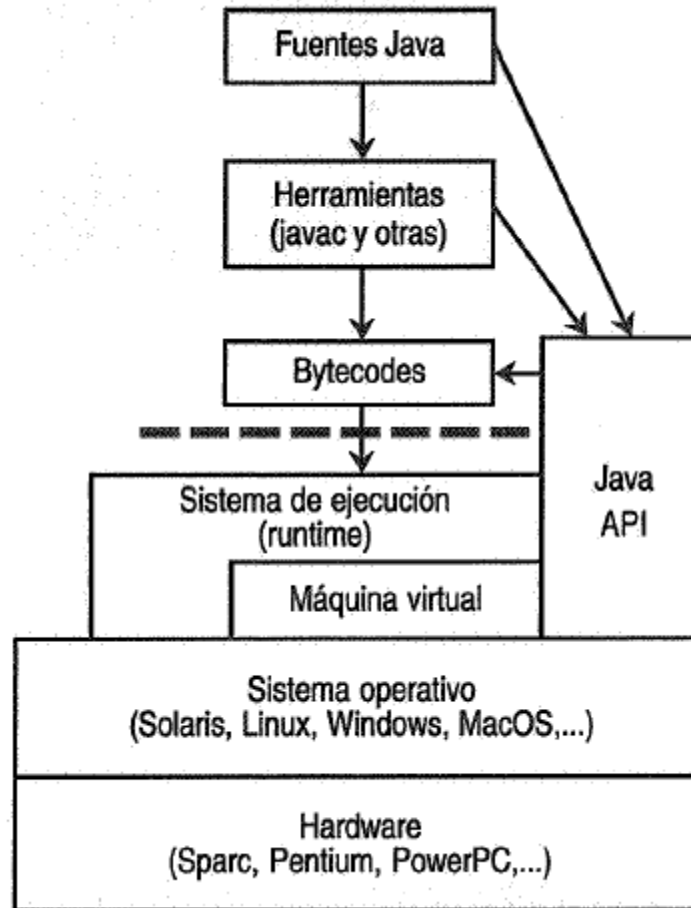 Fuentes Java
Herramientas
(javac y otras)
Bytecodes
Java
API
Sistema de ejecución
(runtime)
Máquina virtual
Sistema operativo
(Solaris, Linux, Windows, MacOS,...)
Hardware
(Sparc, Pentium, PowerPC,...)